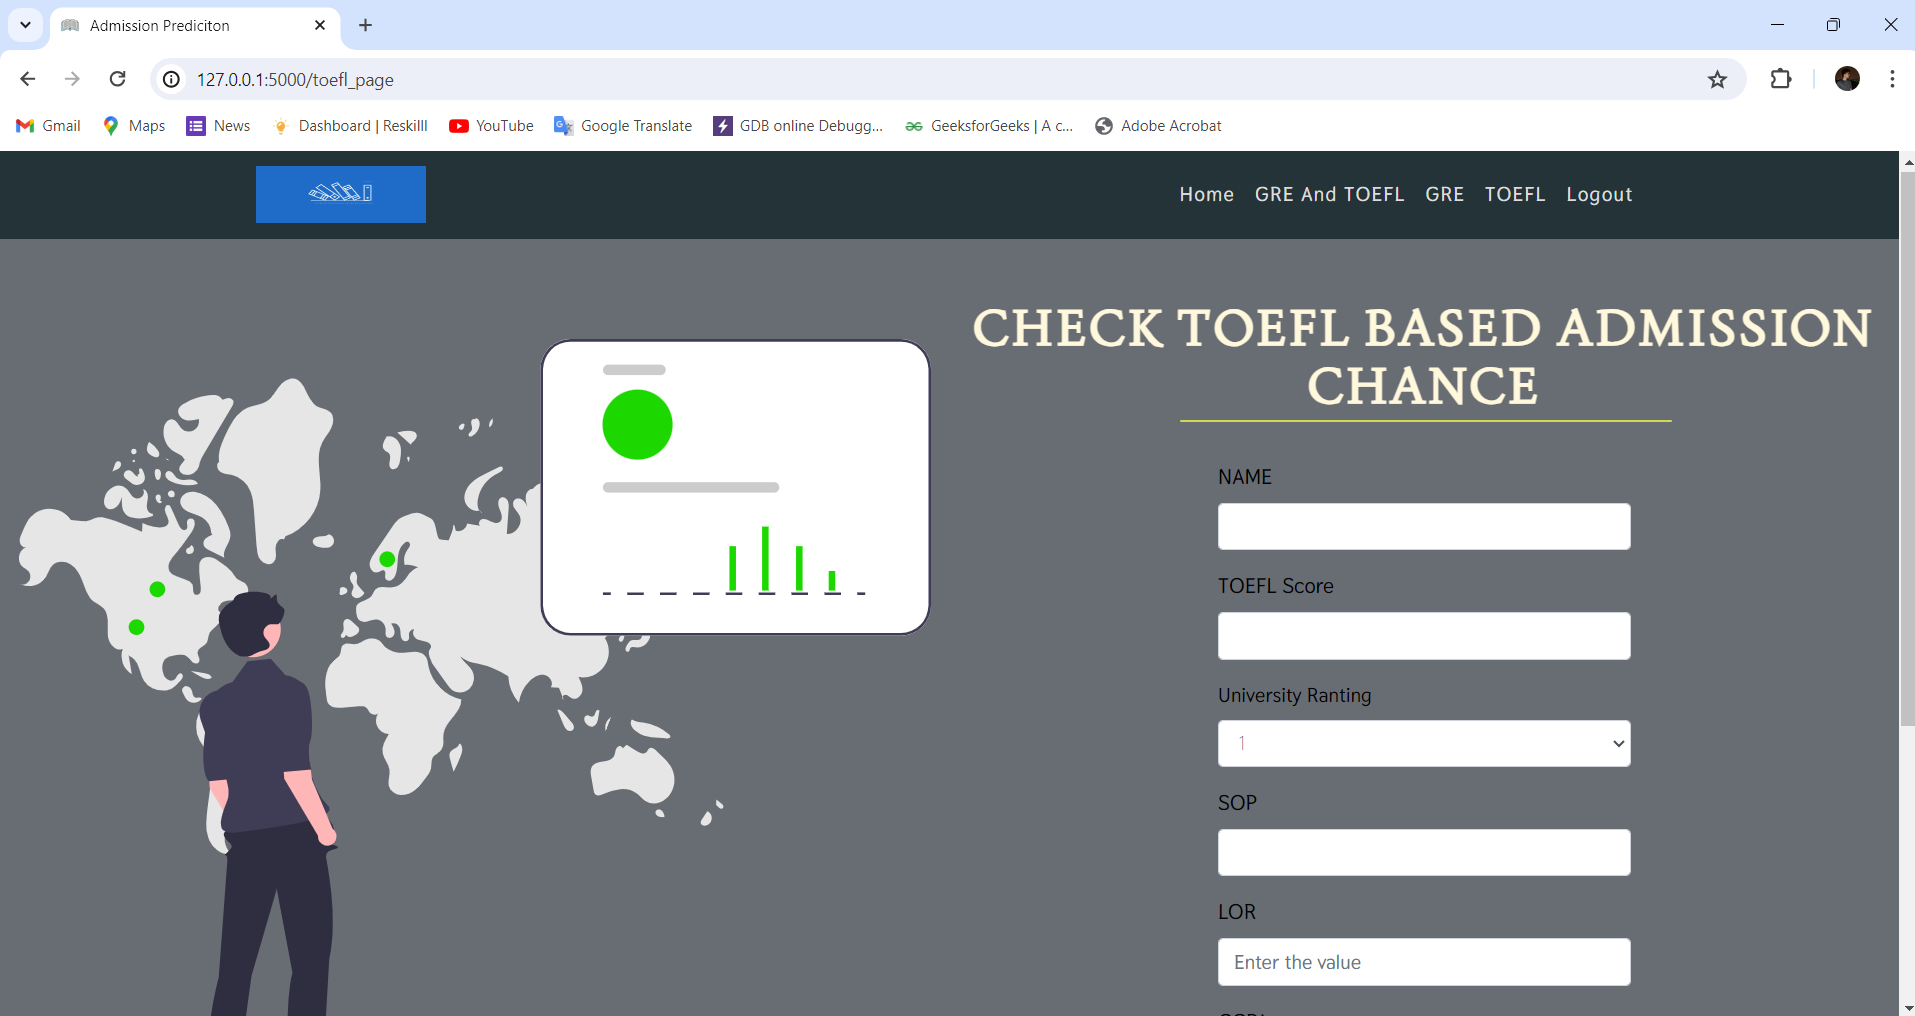 Admission Prediciton
127.0.0.1:5000/toefl_page
Gmail Maps News Dashboard | Reskilll YouTube Google Translate GDB online Debugg... GeeksforGeeks | A c... Adobe Acrobat
Home GRE And TOEFL GRE TOEFL Logout
CHECK TOEFL BASED ADMISSION
CHANCE
NAME
TOEFL Score
University Ranting
1
SOP
LOR
Enter the value